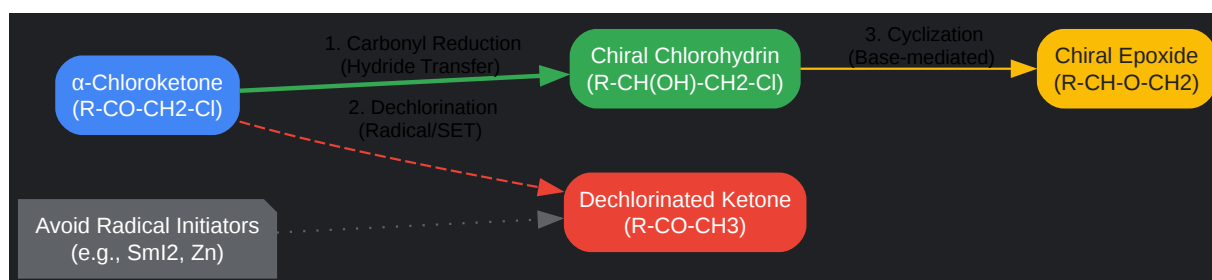 α-Chloroketone
(R-CO-CH2-Cl)
1. Carbonyl Reduction
(Hydride Transfer)
2. Dechlorination
(Radical/SET)
Chiral Chlorohydrin
(R-CH(OH)-CH2-Cl)
3. Cyclization
(Base-mediated)
Chiral Epoxide
(R-CH-O-CH2)
Dechlorinated Ketone
(R-CO-CH3)
Avoid Radical Initiators
(e.g., SmI2, Zn)